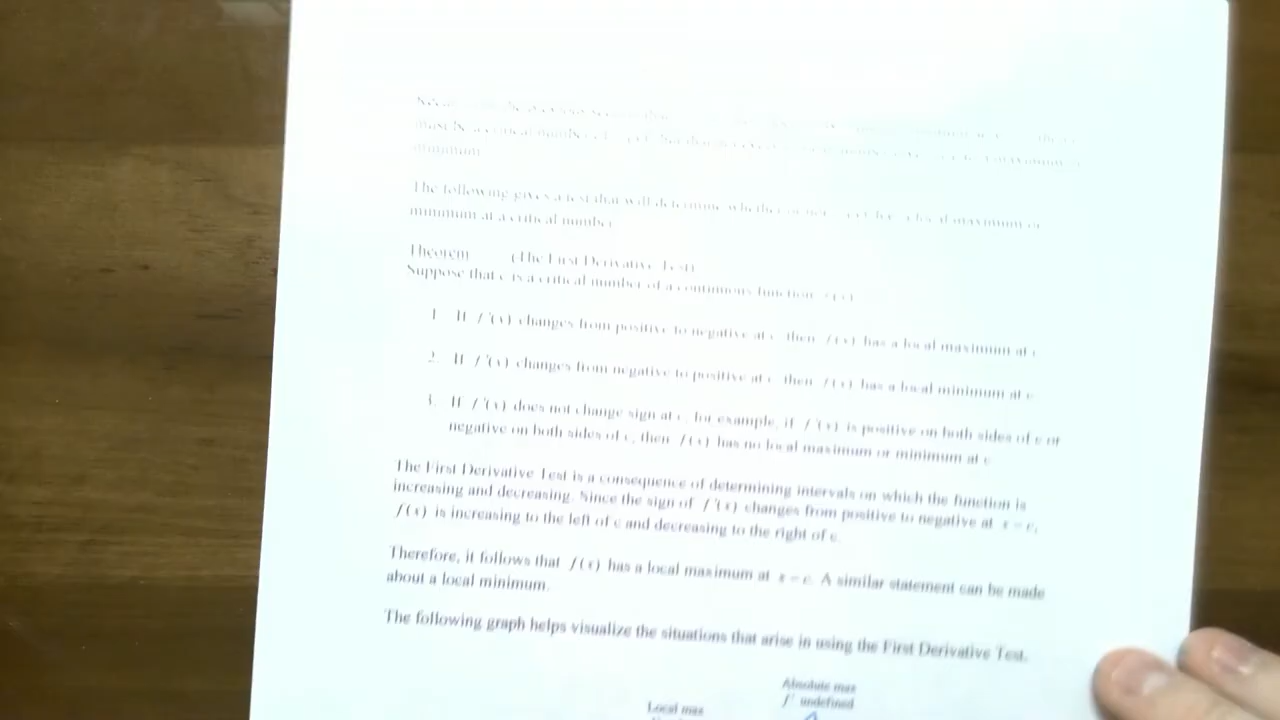 minimum
The following gives a test that will determine whether or not has a local maximum or
minimum at a critical number
Theorem (The First Derivative Test)
Suppose that c is a critical number of a continuous function
1. If f '(x) changes from positive to negative at c, then f(x) has a local maximum at c
2. If f '(x) changes from negative to positive at c, then f(x) has a local minimum at c
3. If f '(x) does not change sign at c, for example, if f '(x) is positive on both sides of c or
negative on both sides of c, then f(x) has no local maximum or minimum at c
The First Derivative Test is a consequence of determining intervals on which the function is
increasing and decreasing. Since the sign of f '(x) changes from positive to negative at x = c,
f(x) is increasing to the left of c and decreasing to the right of c.
Therefore, it follows that f(x) has a local maximum at x = c. A similar statement can be made
about a local minimum.
The following graph helps visualize the situations that arise in using the First Derivative Test.
Absolute max
f ' undefined
Local max